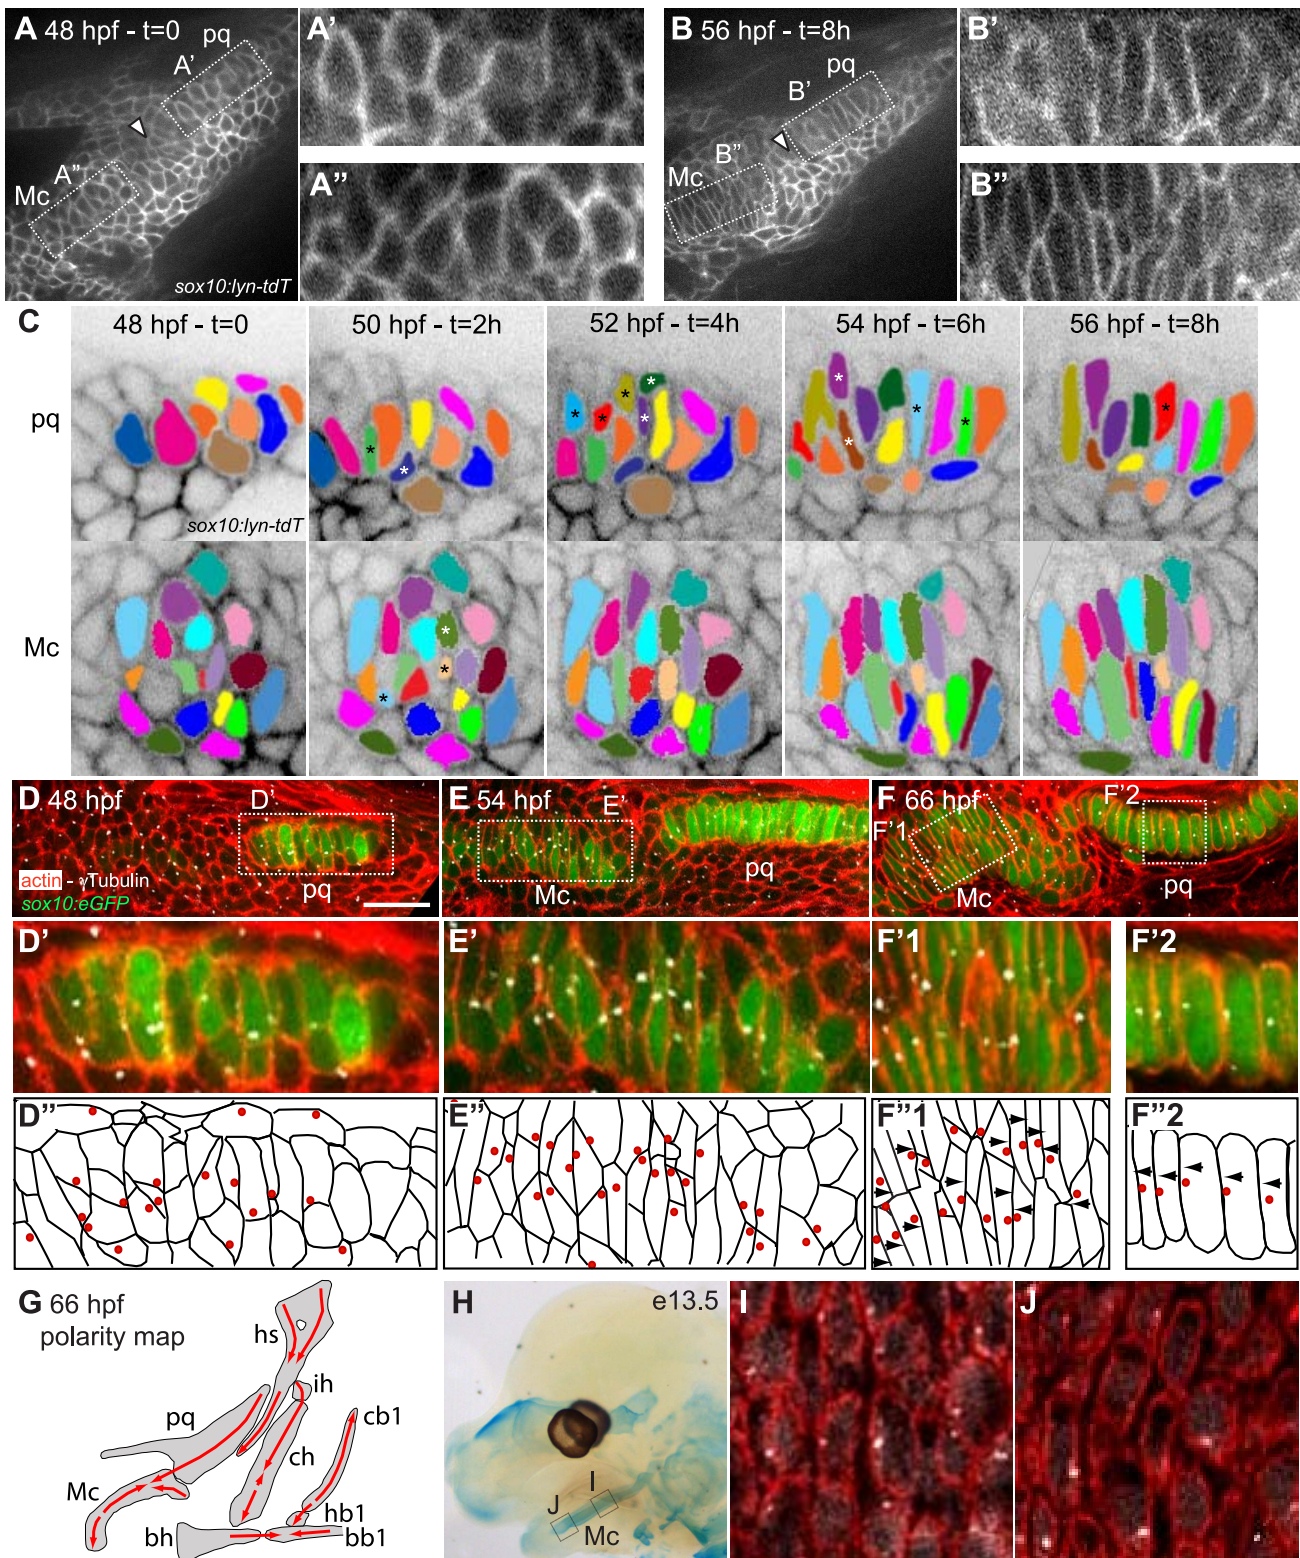 A 48 hpf - t=0
pq
A’
A”
Mc
sox10:lyn-tdT
A’
A”
B 56 hpf - t=8h
pq
B’
B”
Mc
B’
B”
C 48 hpf - t=0 50 hpf - t=2h 52 hpf - t=4h 54 hpf - t=6h 56 hpf - t=8h
pq
* * * * * * * * * * * *
sox10:lyn-tdT
Mc
* * *
D 48 hpf
D’
pq
actin - γTubulin
sox10:eGFP
E 54 hpf
E’
Mc
pq
F 66 hpf
F’1
F’2
Mc
pq
D’
E’
F’1
F’2
D”
E”
F”1
F”2
G 66 hpf
polarity map
hs
ih
pq
cb1
ch
Mc
hb1
bh
bb1
H e13.5
I
J
Mc
I
J